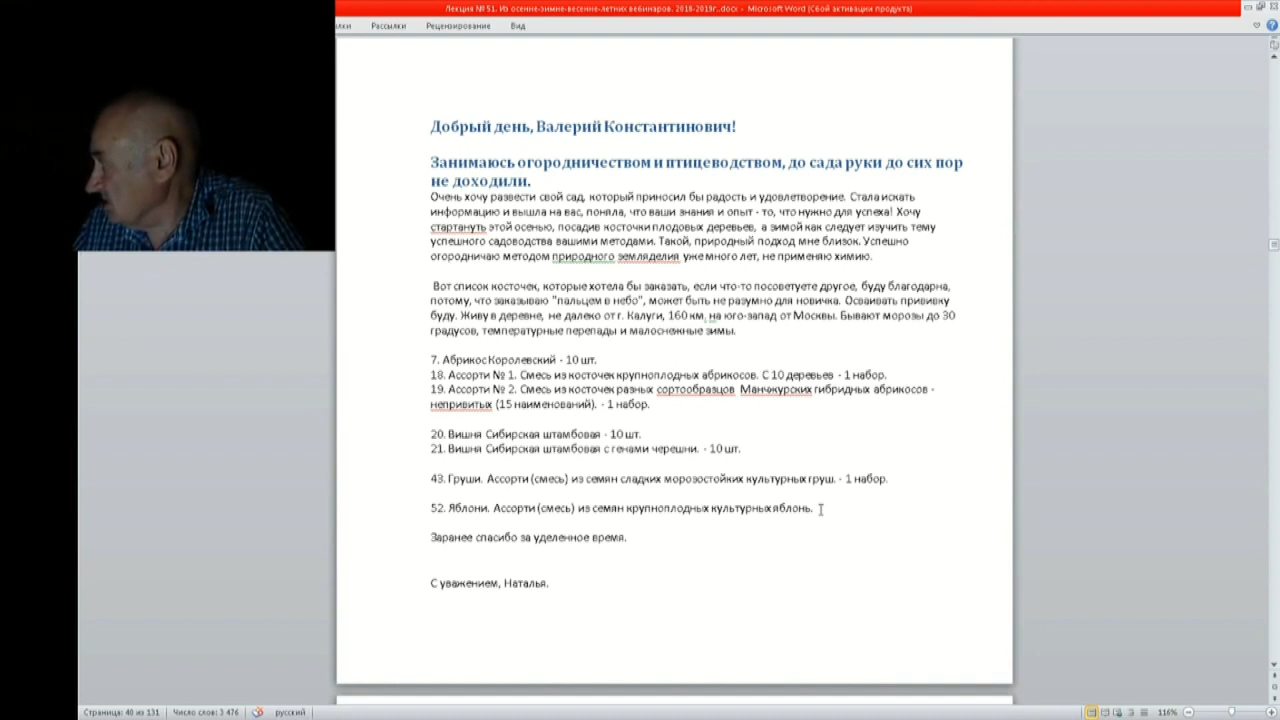 Лекция №51. Из осенне-зимне-весенне-летних вебинаров. 2018-2019г..docx - Microsoft Word (Сбой активации продукта)
лки Рассылки Рецензирование Вид
Добрый день, Валерий Константинович!
Занимаюсь огородничеством и птицеводством, до сада руки до сих пор
не доходили.
Очень хочу развести свой сад, который приносил бы радость и удовлетворение. Стала искать
информацию и вышла на вас, поняла, что ваши знания и опыт - то, что нужно для успеха! Хочу
стартануть этой осенью, посадив косточки плодовых деревьев, а зимой как следует изучить тему
успешного садоводства вашими методами. Такой, природный подход мне близок. Успешно
огородничаю методом природного земляделия уже много лет, не применяю химию.
Вот список косточек, которые хотела бы заказать, если что-то посоветуете другое, буду благодарна,
потому, что заказываю "пальцем в небо", может быть не разумно для новичка. Осваивать прививку
буду. Живу в деревне, не далеко от г. Калуги, 160 км, на юго-запад от Москвы. Бывают морозы до 30
градусов, температурные перепады и малоснежные зимы.
7. Абрикос Королевский - 10 шт.
18. Ассорти № 1. Смесь из косточек крупноплодных абрикосов. С 10 деревьев - 1 набор.
19. Ассорти № 2. Смесь из косточек разных сортообразцов Манчжурских гибридных абрикосов -
непривитых (15 наименований). - 1 набор.
20. Вишня Сибирская штамбовая - 10 шт.
21. Вишня Сибирская штамбовая с генами черешни. - 10 шт.
43. Груши. Ассорти (смесь) из семян сладких морозостойких культурных груш. - 1 набор.
52. Яблони. Ассорти (смесь) из семян крупноплодных культурных яблонь.
Заранее спасибо за уделенное время.
С уважением, Наталья.
Страница: 40 из 131 Число слов: 3 476 русский 116%